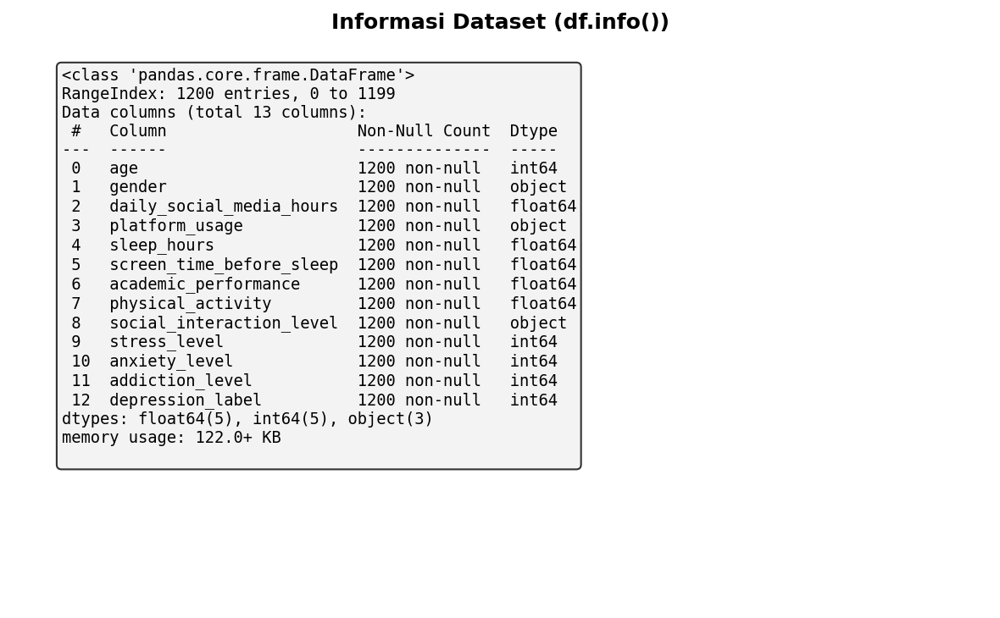 Informasi Dataset (df.info())
<class 'pandas.core.frame.DataFrame'>
RangeIndex: 1200 entries, 0 to 1199
Data columns (total 13 columns):
 #   Column                    Non-Null Count  Dtype
---  ------                    --------------  -----
 0   age                       1200 non-null   int64
 1   gender                    1200 non-null   object
 2   daily_social_media_hours  1200 non-null   float64
 3   platform_usage            1200 non-null   object
 4   sleep_hours               1200 non-null   float64
 5   screen_time_before_sleep  1200 non-null   float64
 6   academic_performance      1200 non-null   float64
 7   physical_activity         1200 non-null   float64
 8   social_interaction_level  1200 non-null   object
 9   stress_level              1200 non-null   int64
 10  anxiety_level             1200 non-null   int64
 11  addiction_level           1200 non-null   int64
 12  depression_label          1200 non-null   int64
dtypes: float64(5), int64(5), object(3)
memory usage: 122.0+ KB